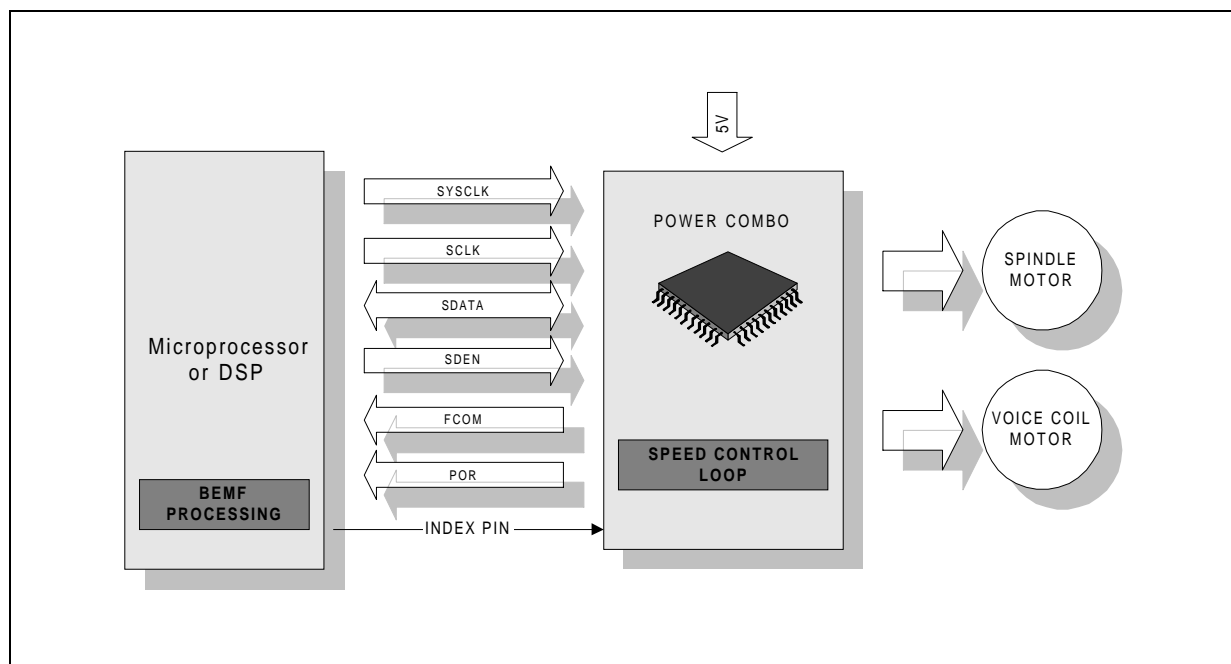 5V
SYSCLK
SCLK
SDATA
SDEN
FCOM
POR
INDEX PIN
Microprocessor
or DSP
BEMF
PROCESSING
POWER COMBO
SPEED CONTROL
LOOP
SPINDLE
MOTOR
VOICE COIL
MOTOR